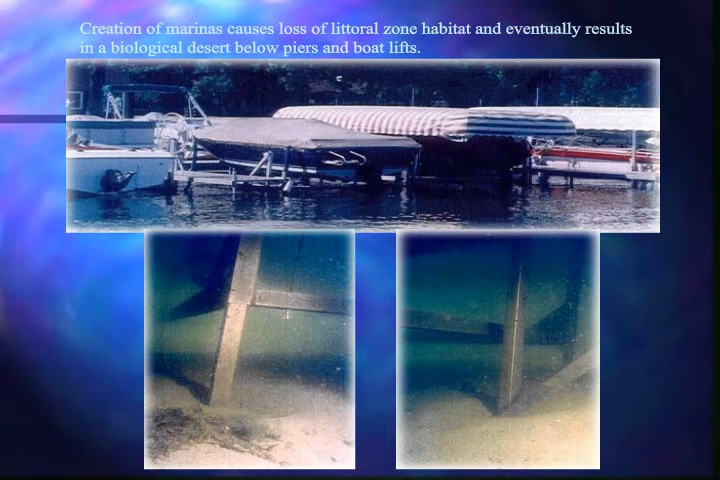 Creation of marinas causes loss of littoral zone habitat and eventually results
in a biological desert below piers and boat lifts.